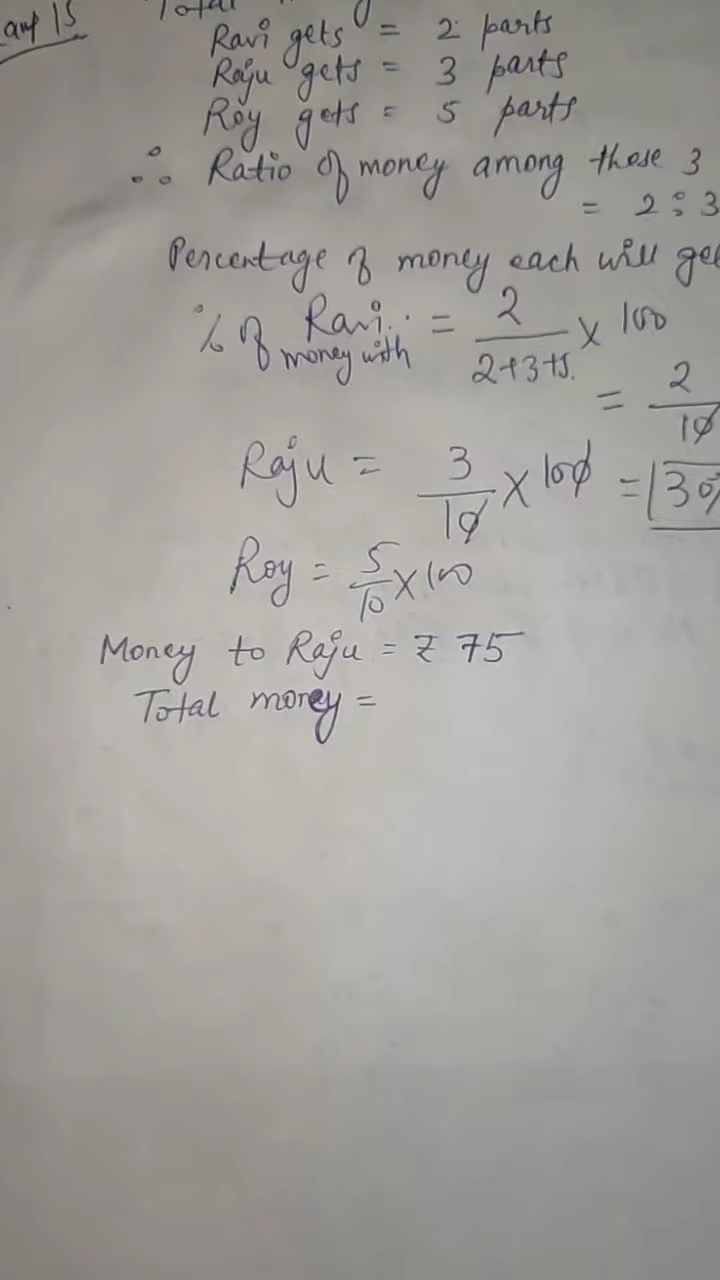 Total
Ravi gets = 2 parts
Raju gets = 3 parts
Roy gets = 5 parts
∴ Ratio of money among these 3
= 2:3
Percentage of money each will get
% of Ravi = 2/(2+3+5) × 100
money with
= 2/10
Raju = 3/10 × 100 = 30%
Roy = 5/10 × 100
Money to Raju = ₹ 75
Total money =